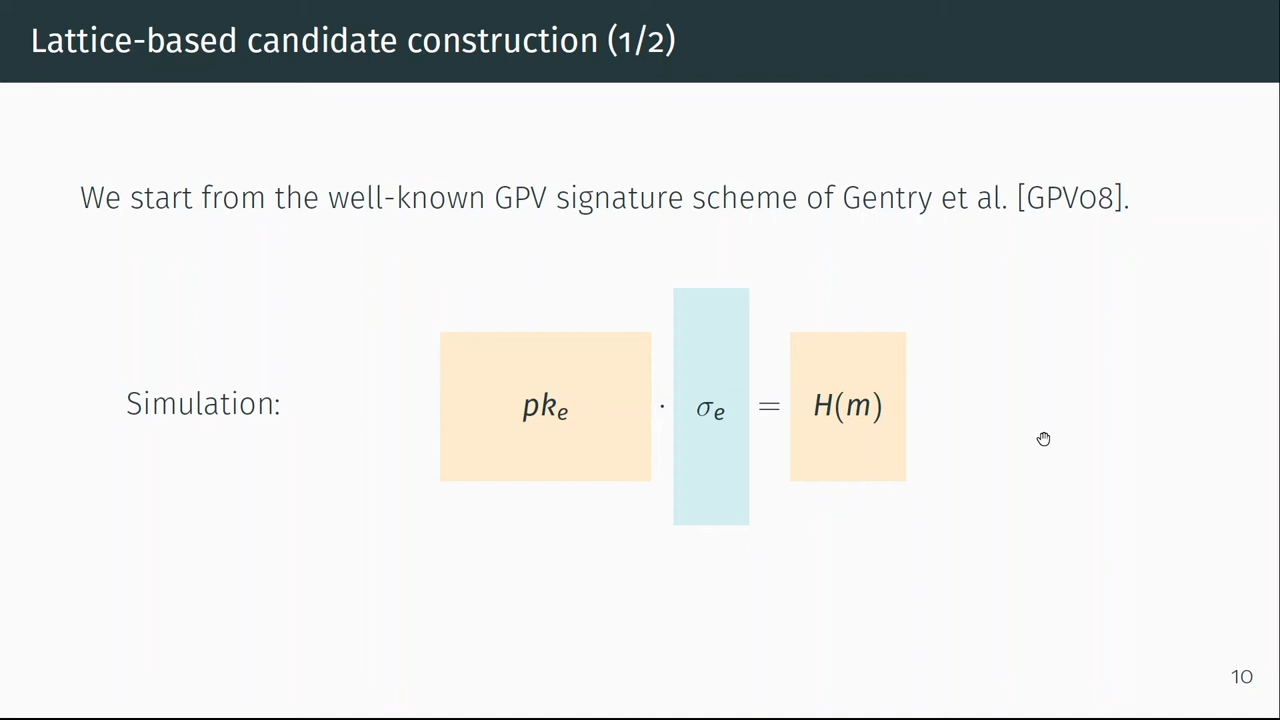 Lattice-based candidate construction (1/2)
We start from the well-known GPV signature scheme of Gentry et al. [GPV08].
Simulation: pk_e · σ_e = H(m)
10